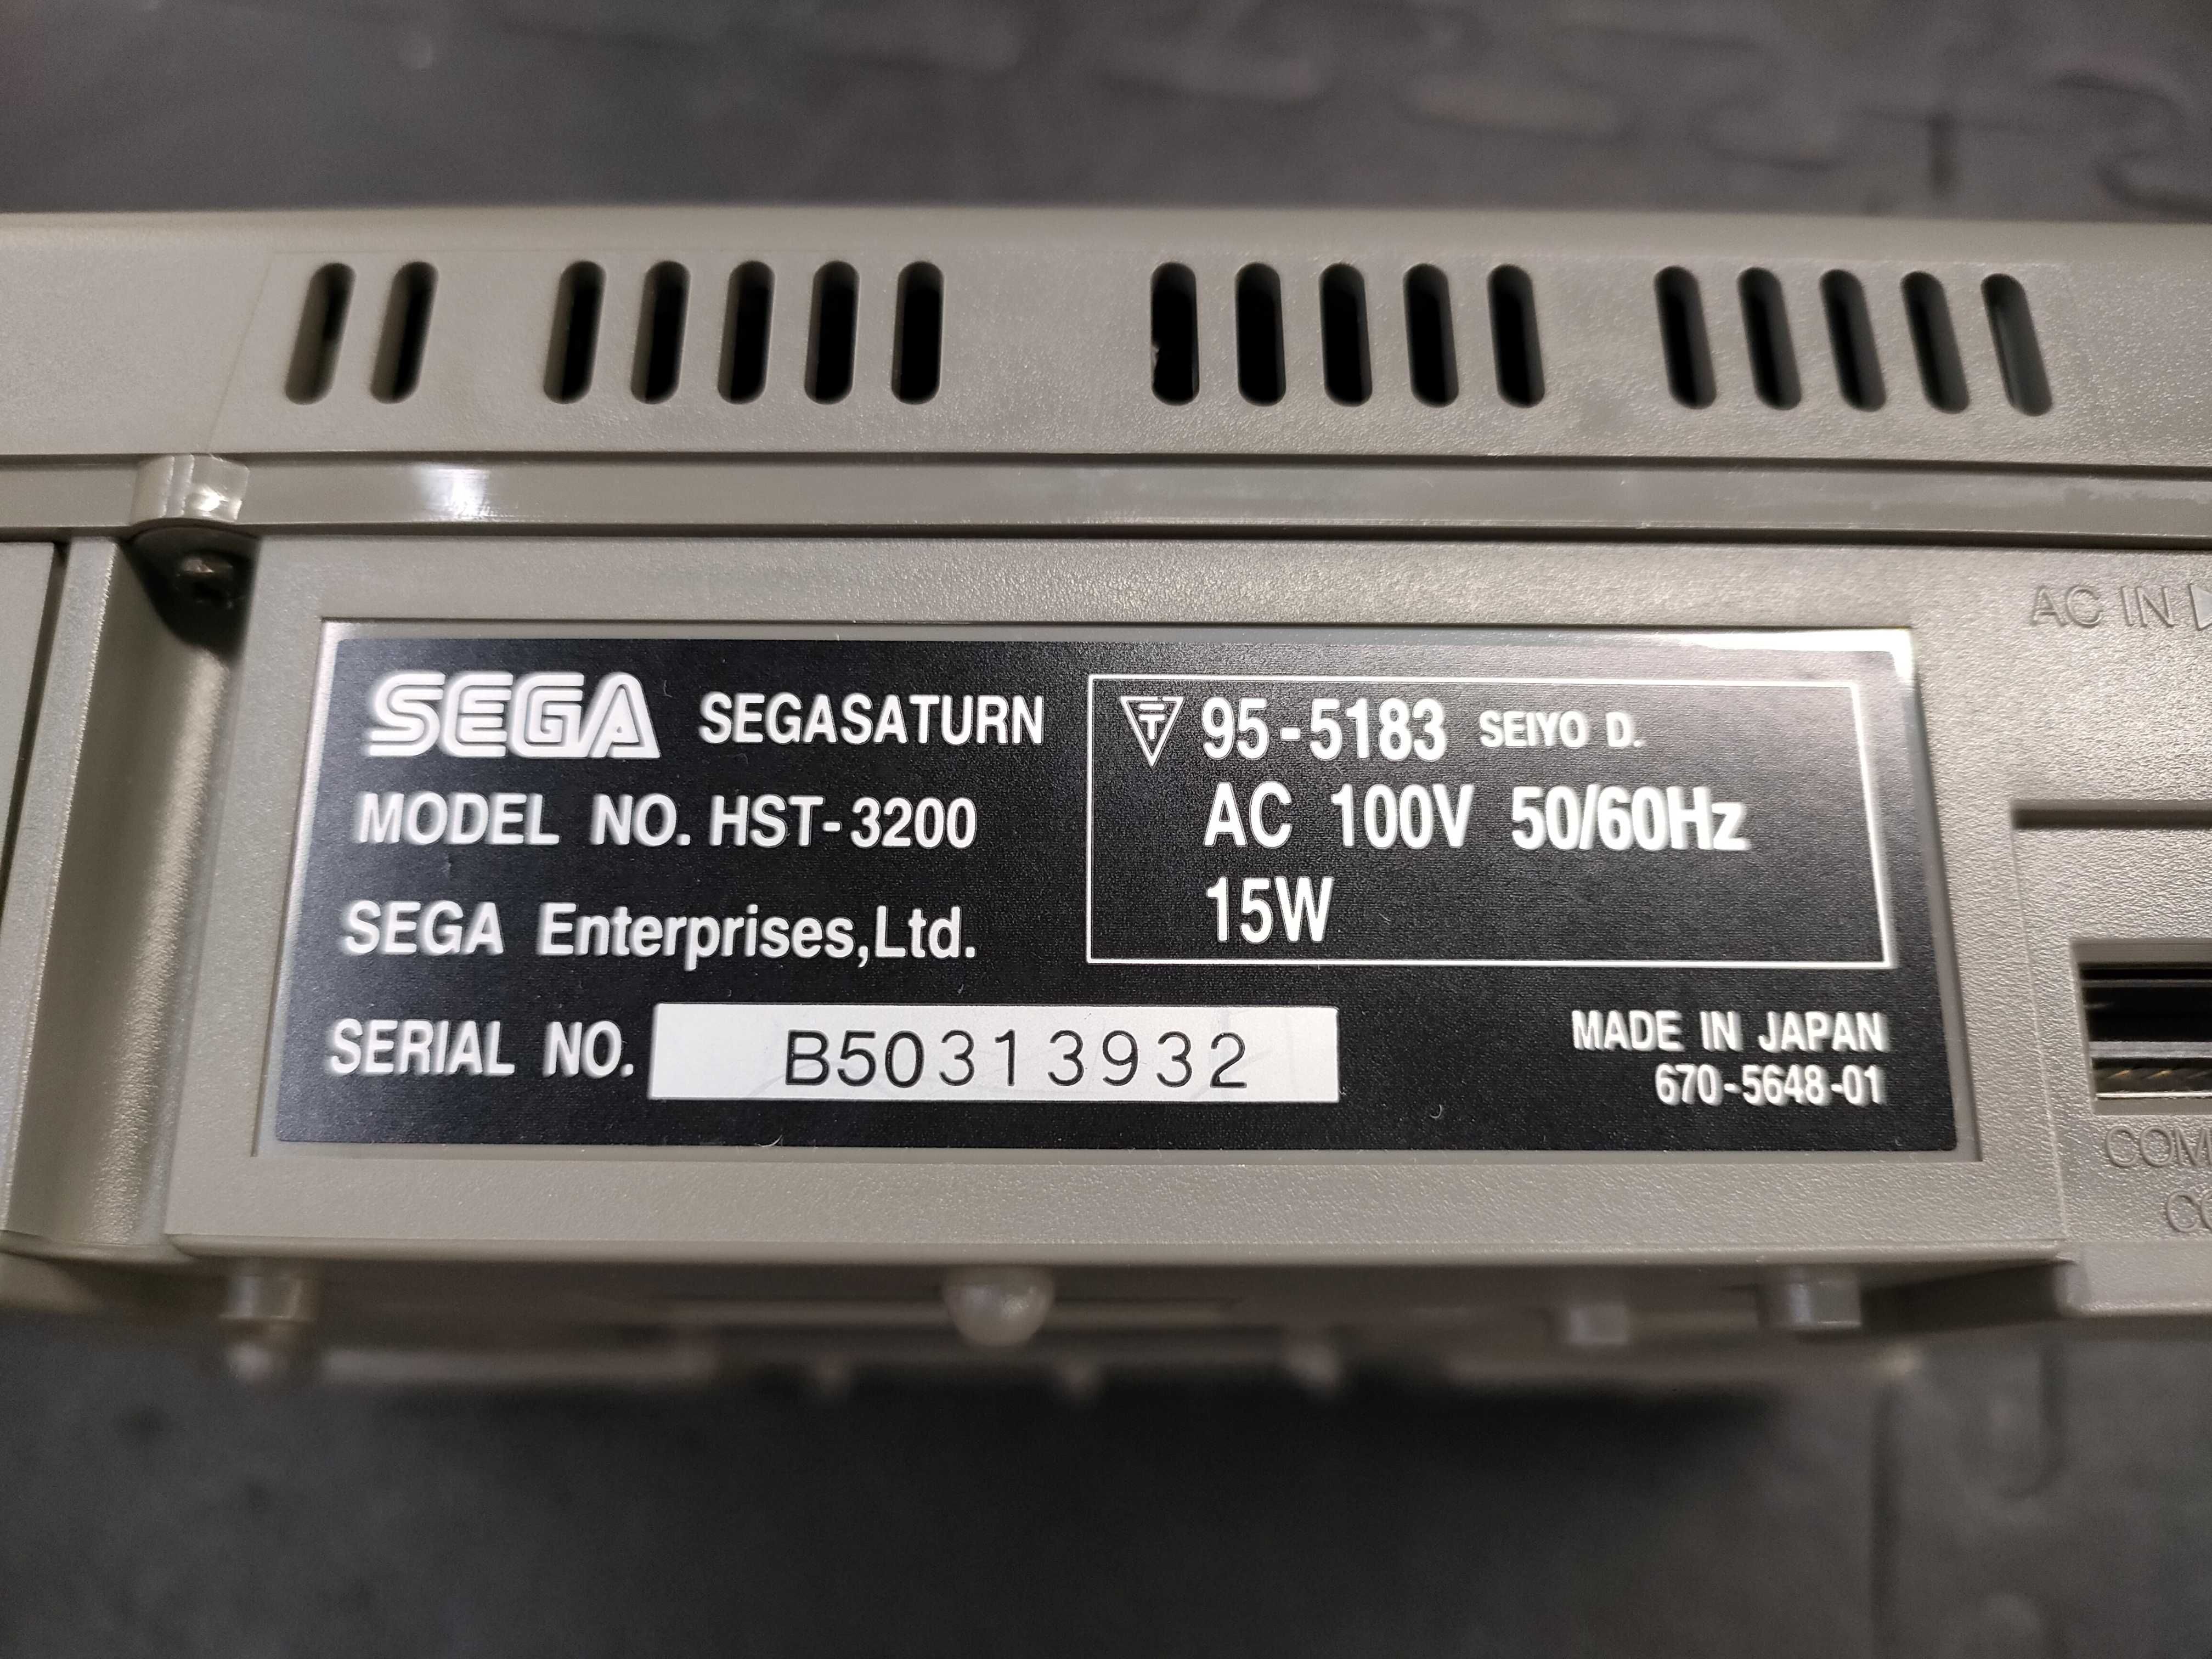 AC IN
SEGA SEGASATURN
MODEL NO. HST-3200
SEGA Enterprises,Ltd.
SERIAL NO. B50313932
T 95-5183 SEIYO D.
AC 100V 50/60Hz
15W
MADE IN JAPAN
670-5648-01